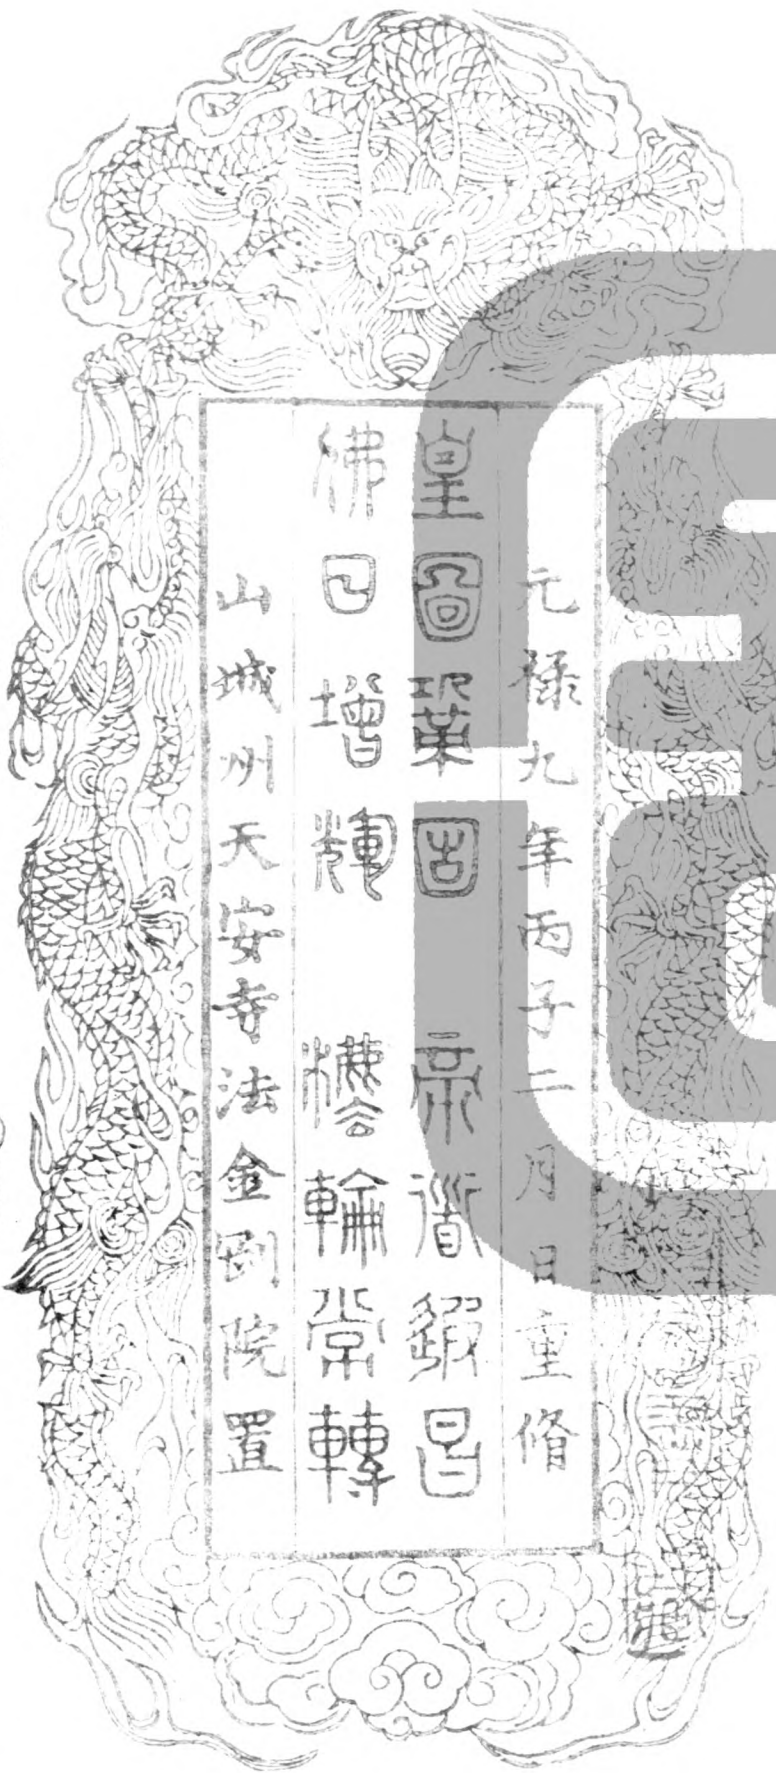 元禄九年丙子二月日重脩
皇圖鞏固　帝道遐昌
佛日增輝　法輪常轉
山城州天安寺法金剛院置